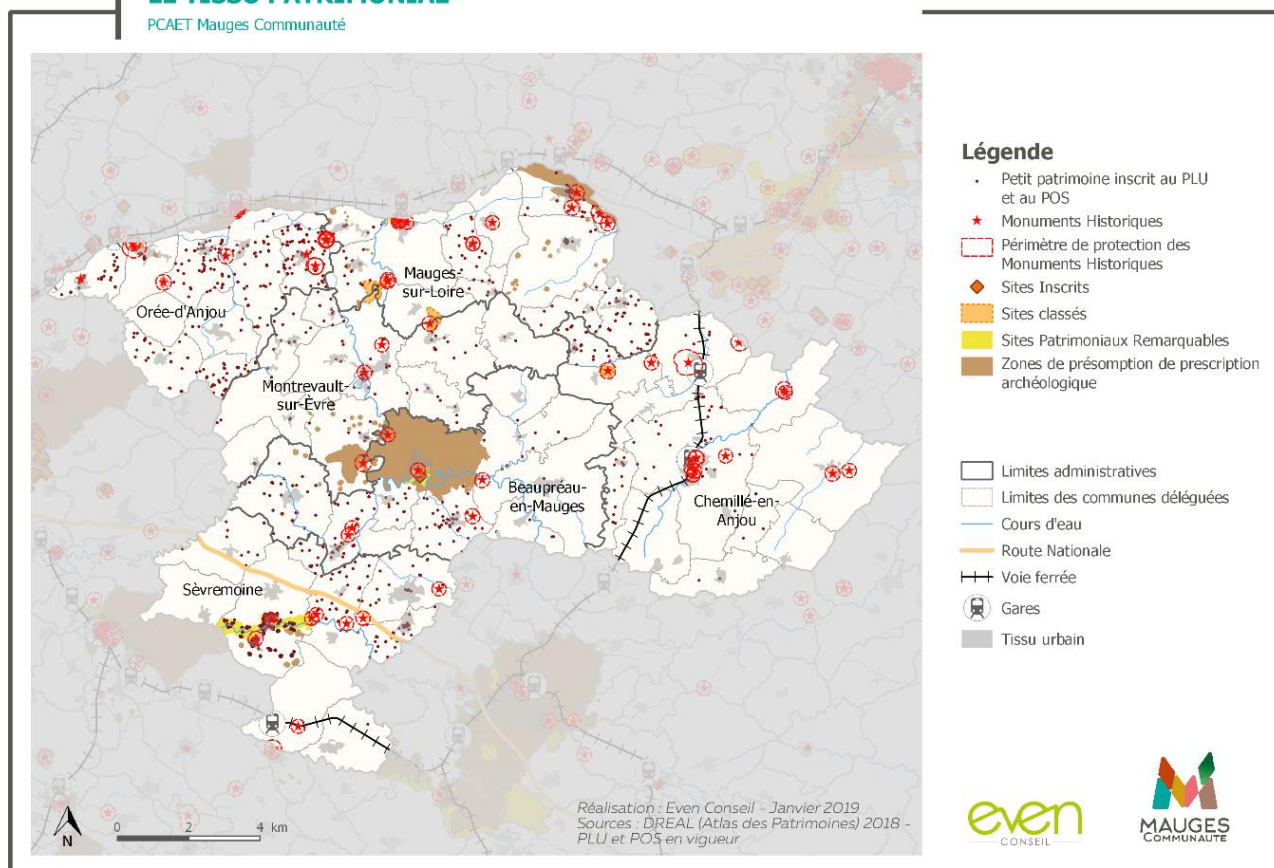 LE TISSU PATRIMONIAL
PCAET Mauges Communauté
Légende
Petit patrimoine inscrit au PLU
et au POS
Monuments Historiques
Périmètre de protection des
Monuments Historiques
Sites Inscrits
Sites classés
Sites Patrimoniaux Remarquables
Zones de présomption de prescription
archéologique
Limites administratives
Limites des communes déléguées
Cours d'eau
Route Nationale
Voie ferrée
Gares
Tissu urbain
Mauges-
sur-Loire
Orée-d'Anjou
Montrevault-
sur-Èvre
Beaupréau-
en-Mauges
Chemillé-en-
Anjou
Sèvremoine
N
0 2 4 km
Réalisation : Even Conseil - Janvier 2019
Sources : DREAL (Atlas des Patrimoines) 2018 -
PLU et POS en vigueur
even
CONSEIL
MAUGES
COMMUNAUTÉ